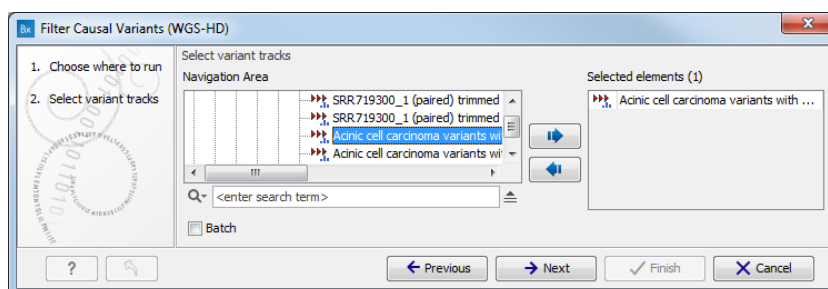 Bx Filter Causal Variants (WGS-HD)
1. Choose where to run
2. Select variant tracks
Select variant tracks
Navigation Area
SRR719300_1 (paired) trimmed
SRR719300_1 (paired) trimmed
Acinic cell carcinoma variants wi
Acinic cell carcinoma variants wi
<enter search term>
Batch
Selected elements (1)
Acinic cell carcinoma variants with ...
?
Previous
Next
Finish
Cancel